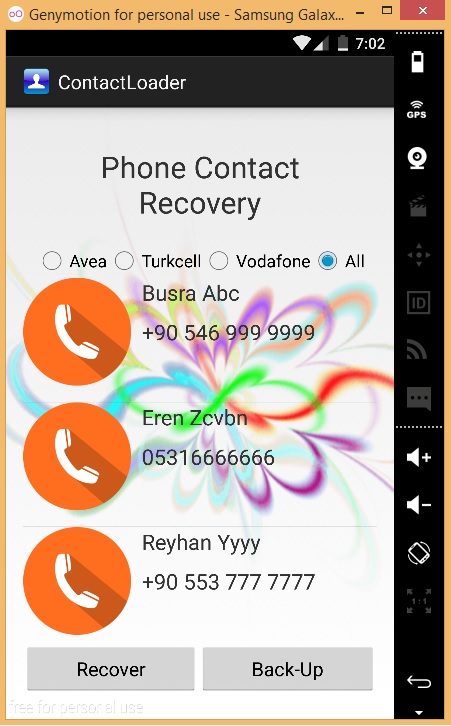 Genymotion for personal use - Samsung Galax...
7:02
ContactLoader
GPS
Phone Contact
Recovery
Avea Turkcell Vodafone All
Busra Abc
+90 546 999 9999
ID
Eren Zcvbn
05316666666
Reyhan Yyyy
+90 553 777 7777
1:1
Recover Back-Up
free for personal use